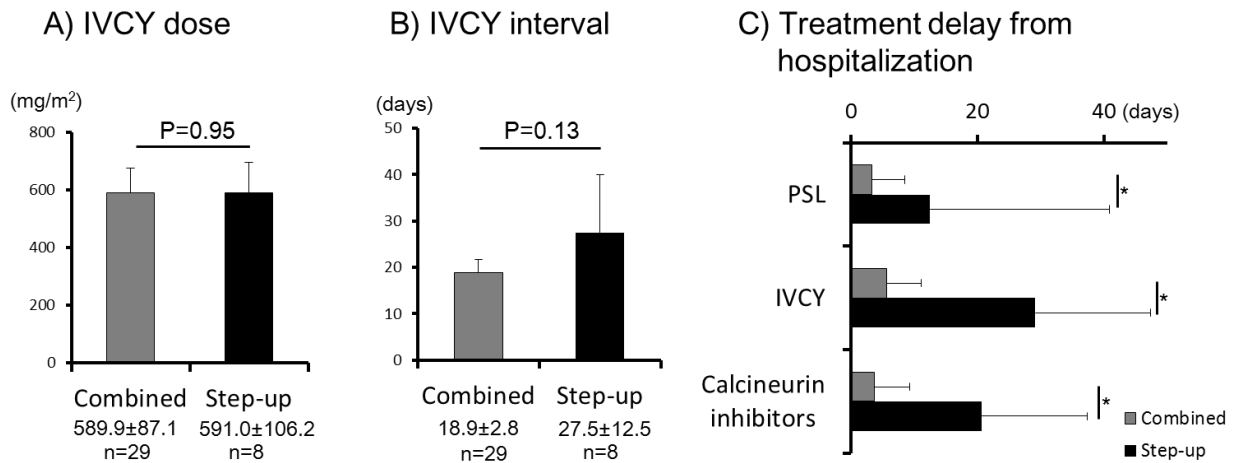 A) IVCY dose
(mg/m²)
P=0.95
800
600
400
200
0
Combined Step-up
589.9±87.1 591.0±106.2
n=29 n=8
B) IVCY interval
(days)
P=0.13
50
40
30
20
10
0
Combined Step-up
18.9±2.8 27.5±12.5
n=29 n=8
C) Treatment delay from
hospitalization
0 20 40 (days)
PSL *
IVCY *
Calcineurin
inhibitors *
Combined
Step-up